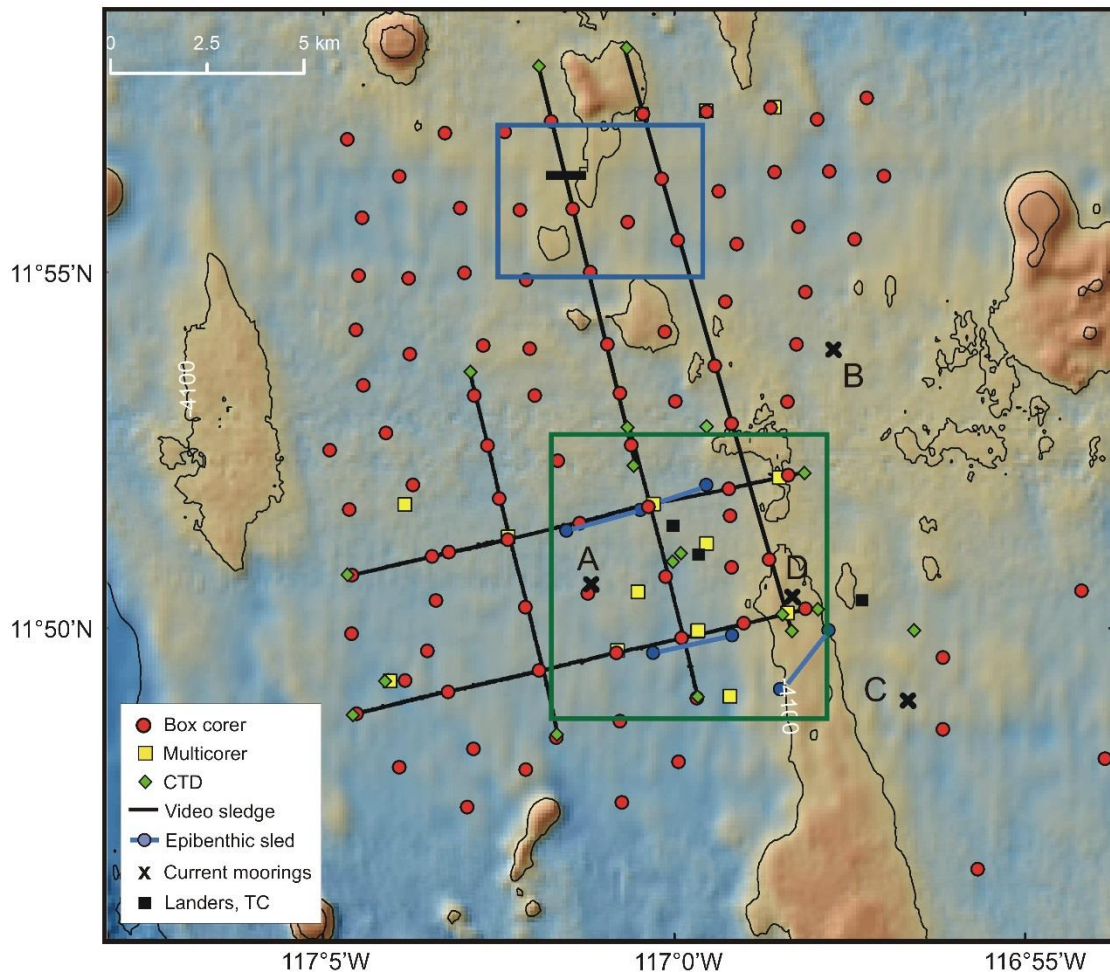 0 2.5 5 km
11°55'N
4100
B
A
D
11°50'N
C
4100
Box corer
Multicorer
CTD
Video sledge
Epibenthic sled
Current moorings
Landers, TC
117°5'W 117°0'W 116°55'W